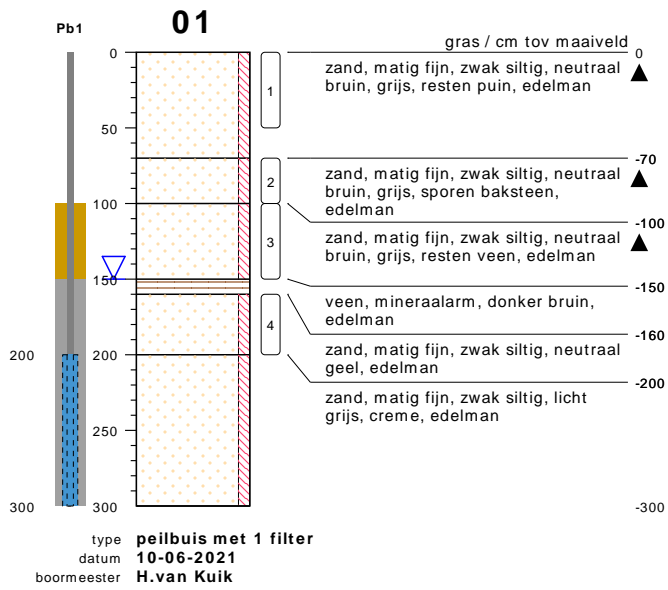 01
Pb1
gras / cm tov maaiveld
0
0
zand, matig fijn, zwak siltig, neutraal
bruin, grijs, resten puin, edelman
1
50
-70
zand, matig fijn, zwak siltig, neutraal
bruin, grijs, sporen baksteen,
edelman
2
100
-100
zand, matig fijn, zwak siltig, neutraal
bruin, grijs, resten veen, edelman
3
150
-150
veen, mineraalarm, donker bruin,
edelman
4
-160
zand, matig fijn, zwak siltig, neutraal
geel, edelman
200
200
-200
zand, matig fijn, zwak siltig, licht
grijs, creme, edelman
250
300
300
-300
type peilbuis met 1 filter
datum 10-06-2021
boormeester H.van Kuik